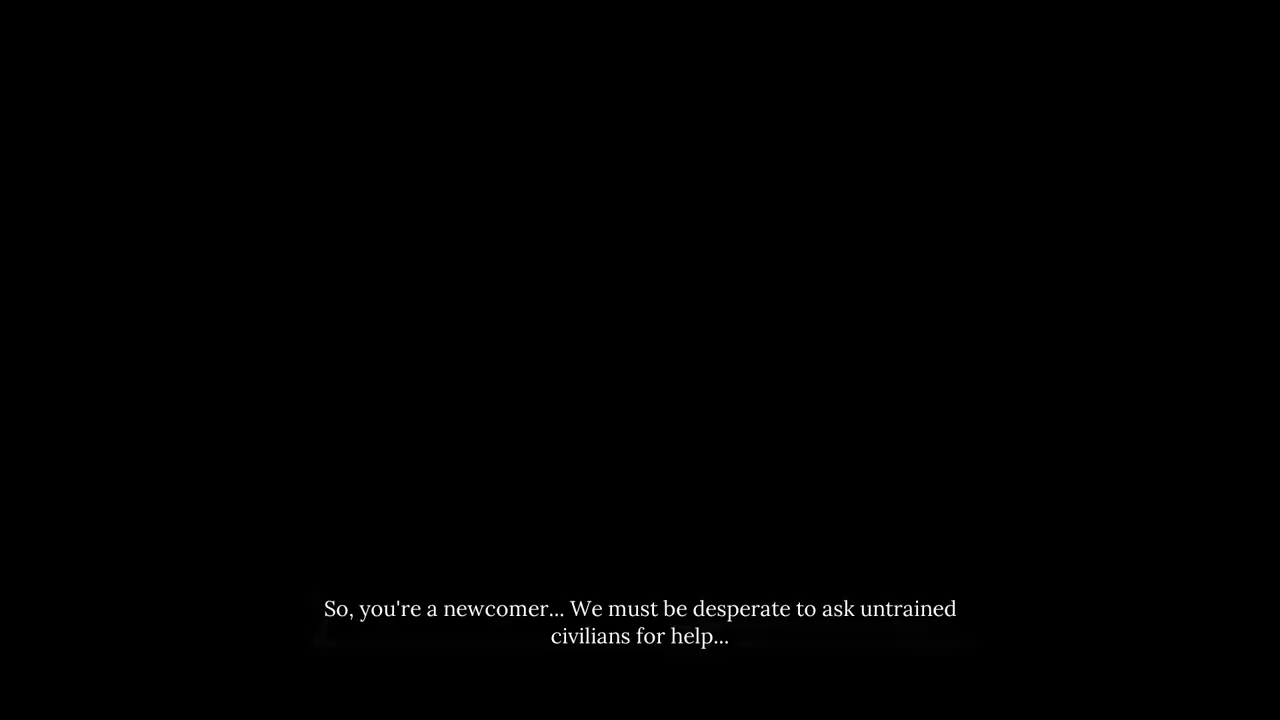 So, you're a newcomer... We must be desperate to ask untrained
civilians for help...